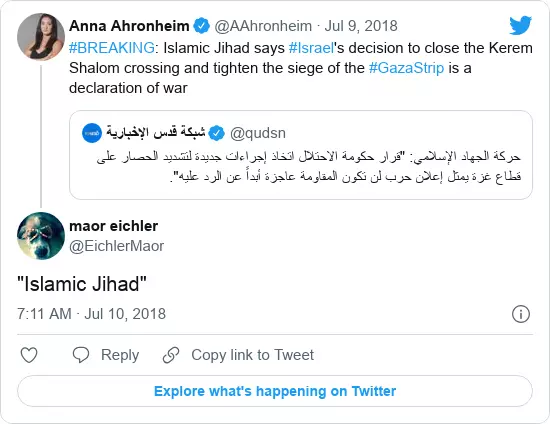 Anna Ahronheim @AAhronheim · Jul 9, 2018
#BREAKING: Islamic Jihad says #Israel's decision to close the Kerem
Shalom crossing and tighten the siege of the #GazaStrip is a
declaration of war
شبكة قدس الإخبارية @qudsn
حركة الجهاد الإسلامي: "قرار حكومة الاحتلال اتخاذ إجراءات جديدة لتشديد الحصار على
قطاع غزة يمثل إعلان حرب لن تكون المقاومة عاجزة أبداً عن الرد عليه".
maor eichler
@EichlerMaor
"Islamic Jihad"
7:11 AM · Jul 10, 2018
Reply Copy link to Tweet
Explore what's happening on Twitter